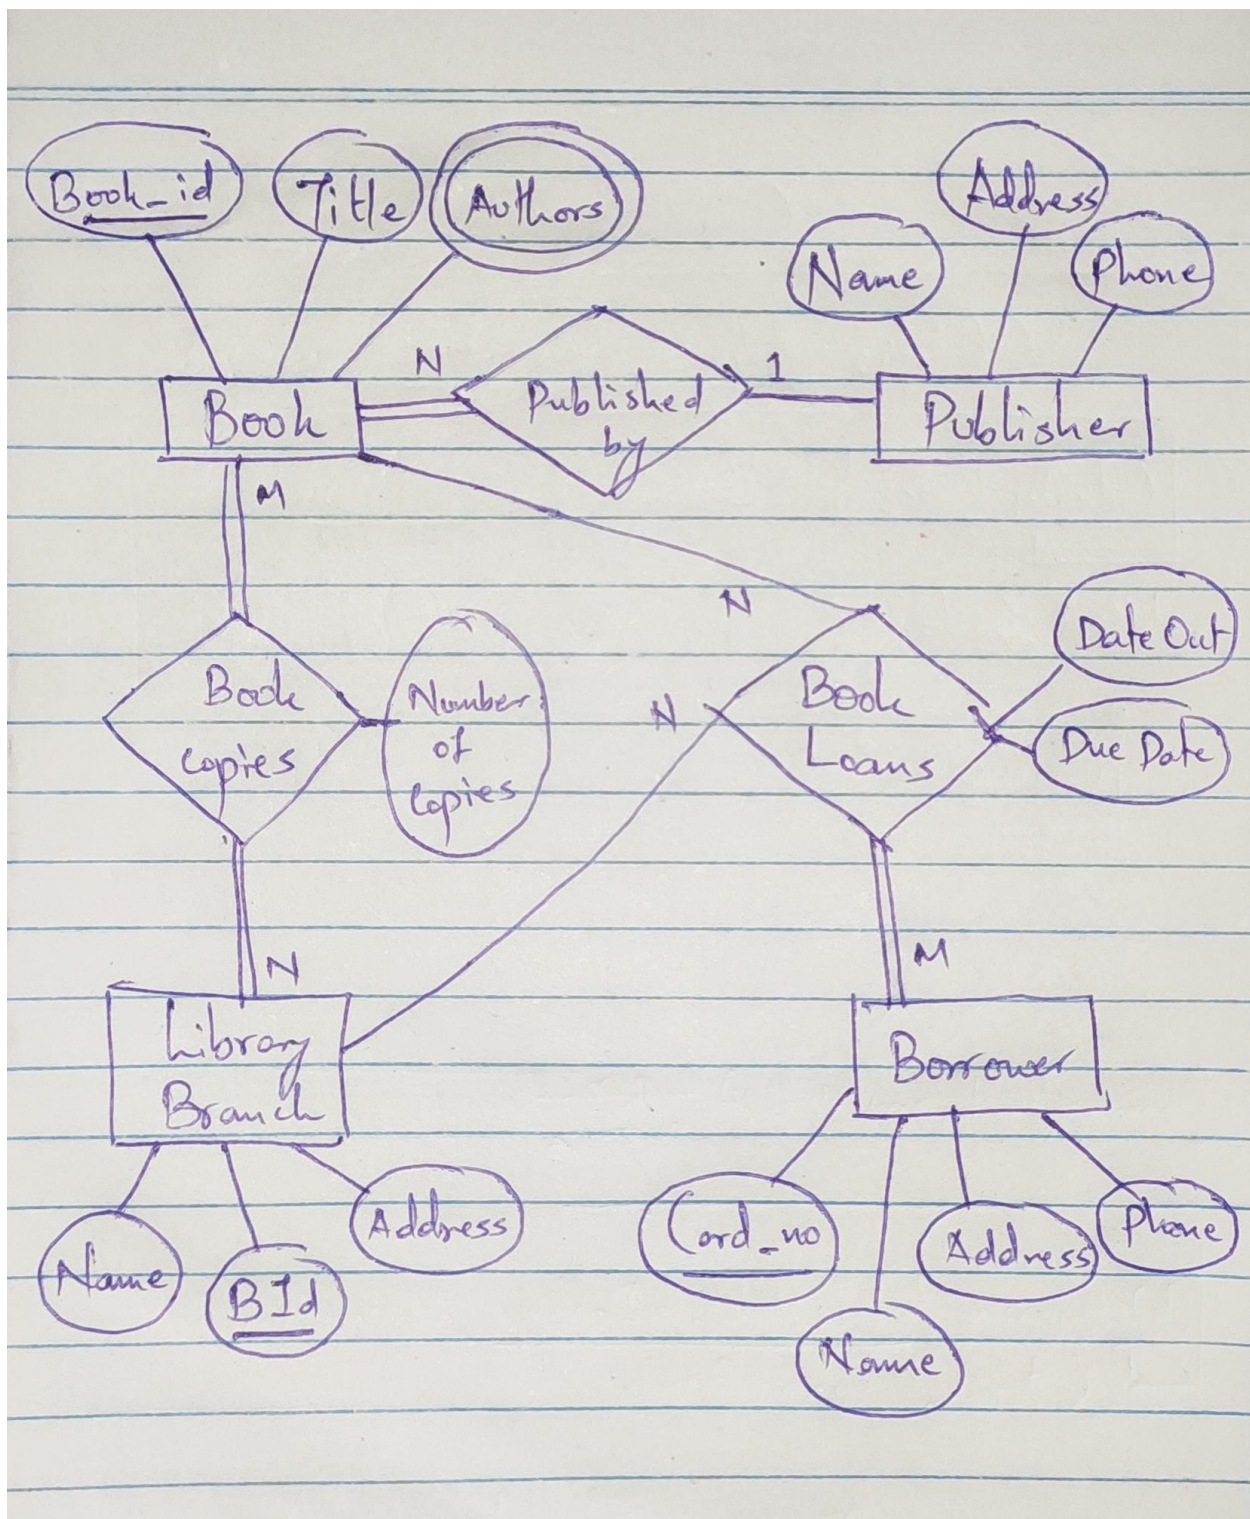 Book_id
Title
Authors
Address
Name
Phone
Book
N
Published
by
1
Publisher
M
N
Date Out
Book
copies
Number
of
Copies
N
Book
Loans
Due Date
M
N
Library
Branch
Borrower
Name
BId
Address
Card_no
Name
Address
Phone